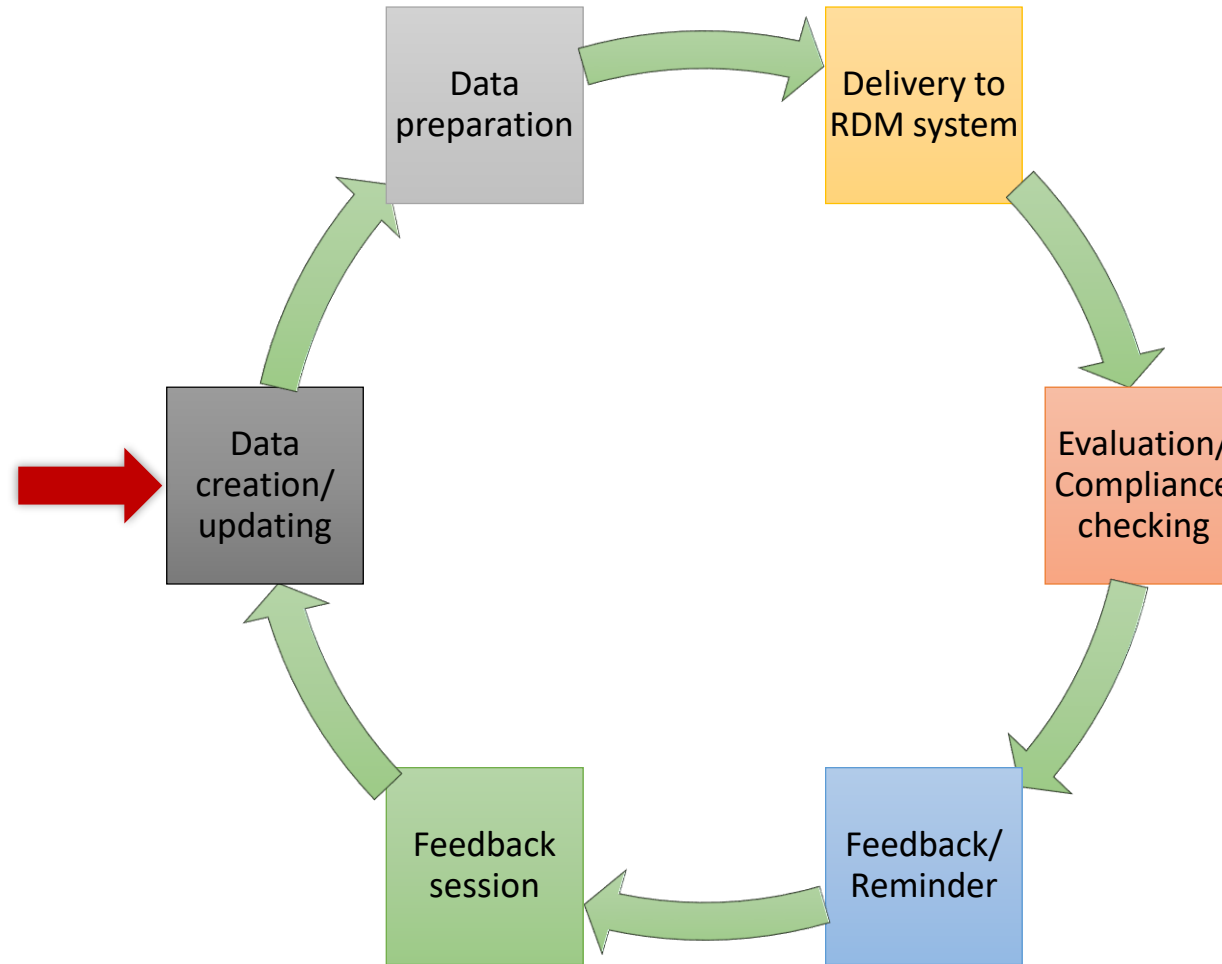 Data
preparation
Delivery to
RDM system
Evaluation/
Compliance
checking
Feedback/
Reminder
Feedback
session
Data
creation/
updating